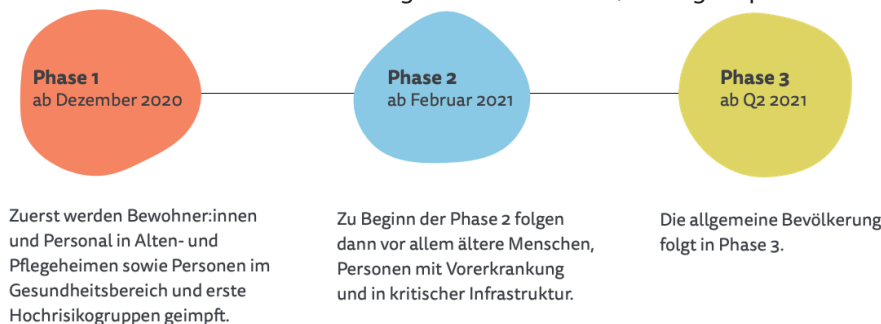 Phase 1
ab Dezember 2020
Phase 2
ab Februar 2021
Phase 3
ab Q2 2021
Zuerst werden Bewohner:innen
und Personal in Alten- und
Pflegeheimen sowie Personen im
Gesundheitsbereich und erste
Hochrisikogruppen geimpft.
Zu Beginn der Phase 2 folgen
dann vor allem ältere Menschen,
Personen mit Vorerkrankung
und in kritischer Infrastruktur.
Die allgemeine Bevölkerung
folgt in Phase 3.